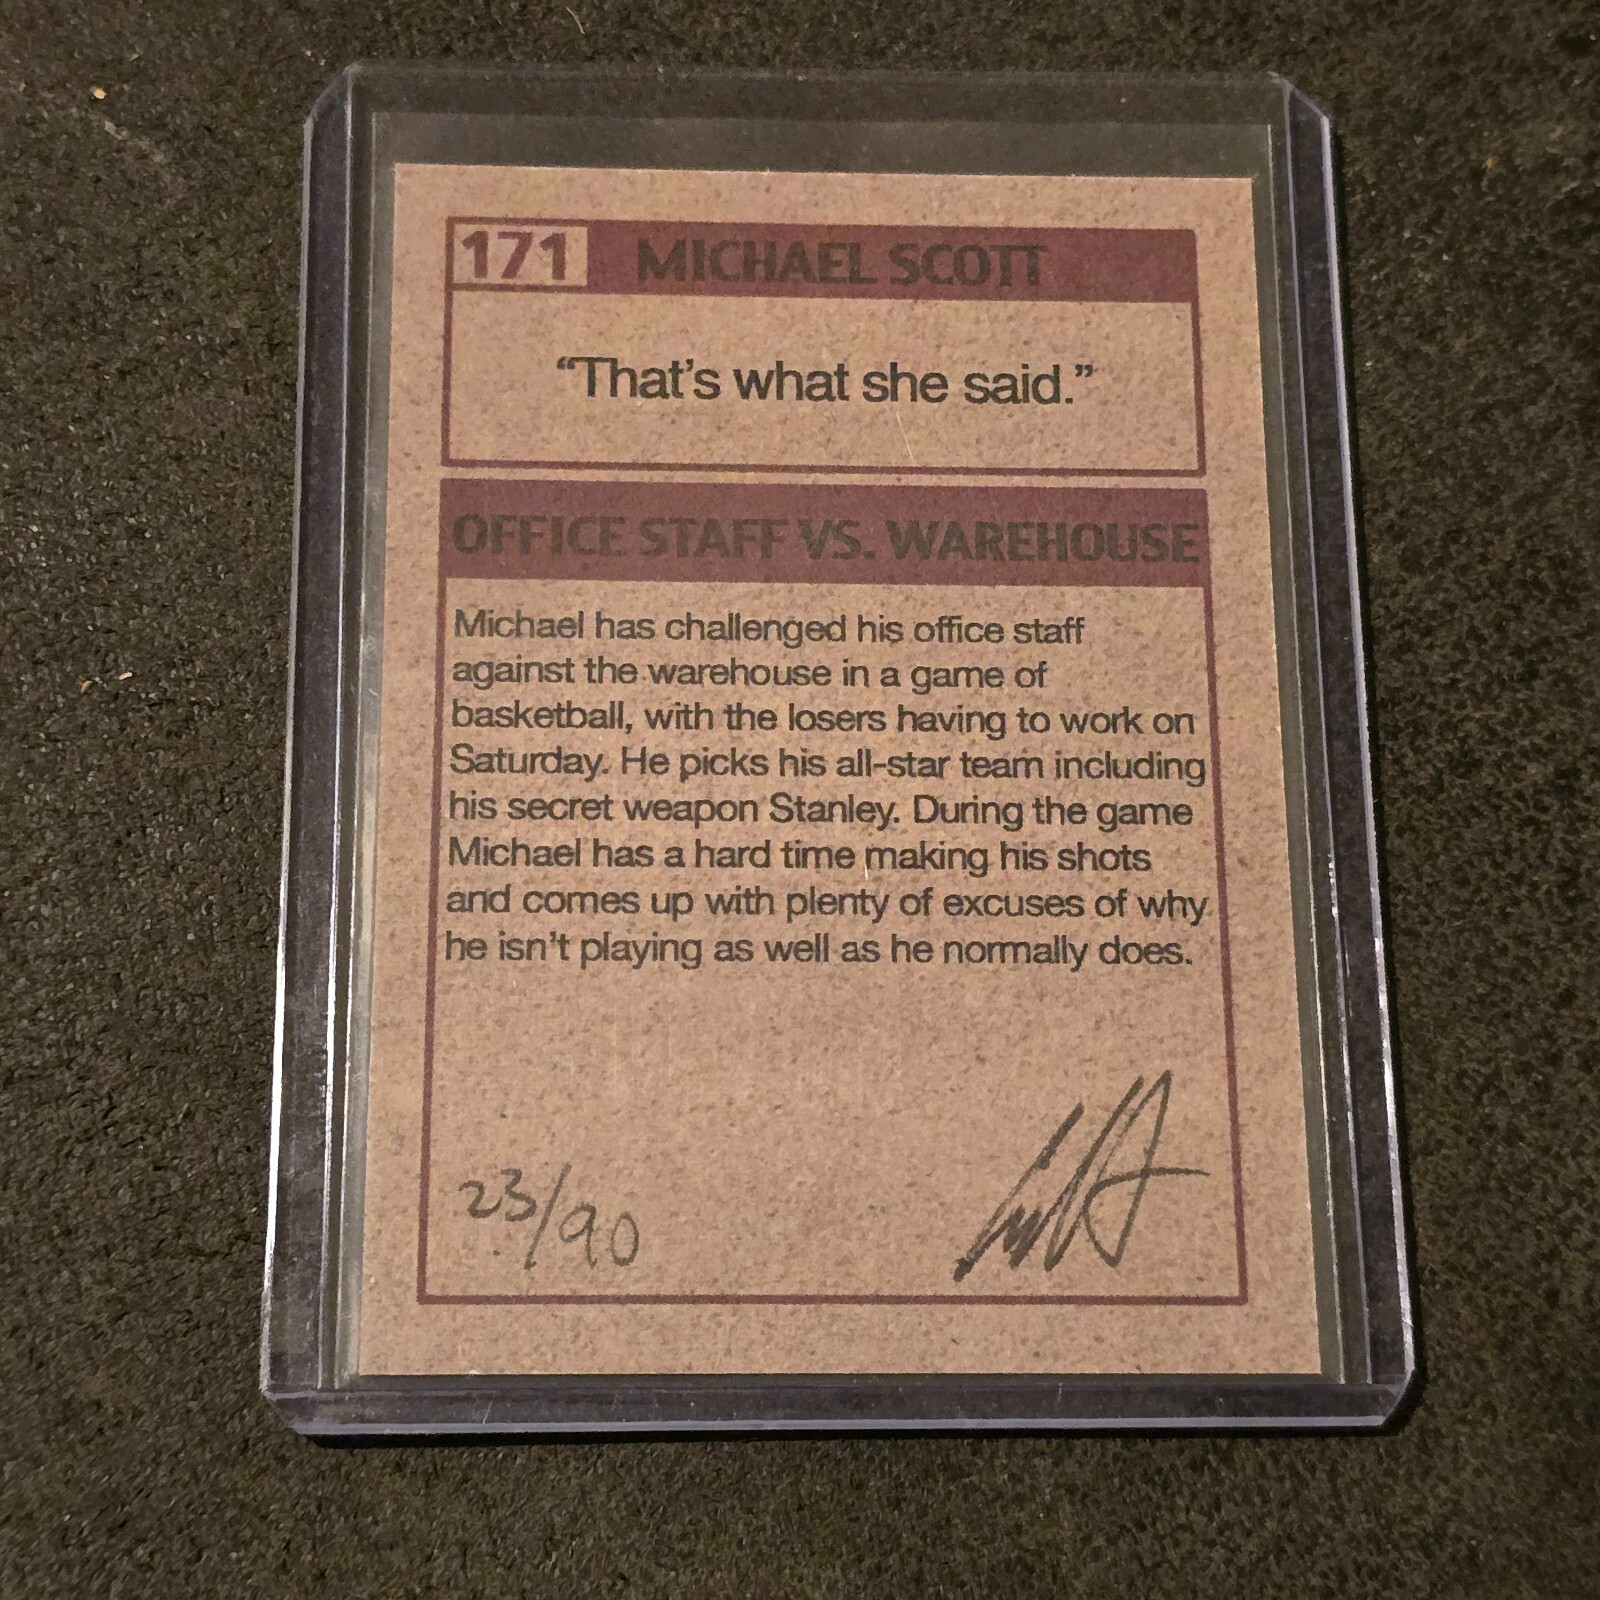 171 MICHAEL SCOTT
“That’s what she said.”
OFFICE STAFF VS. WAREHOUSE
Michael has challenged his office staff
against the warehouse in a game of
basketball, with the losers having to work on
Saturday. He picks his all-star team including
his secret weapon Stanley. During the game
Michael has a hard time making his shots
and comes up with plenty of excuses of why
he isn’t playing as well as he normally does.
23/90